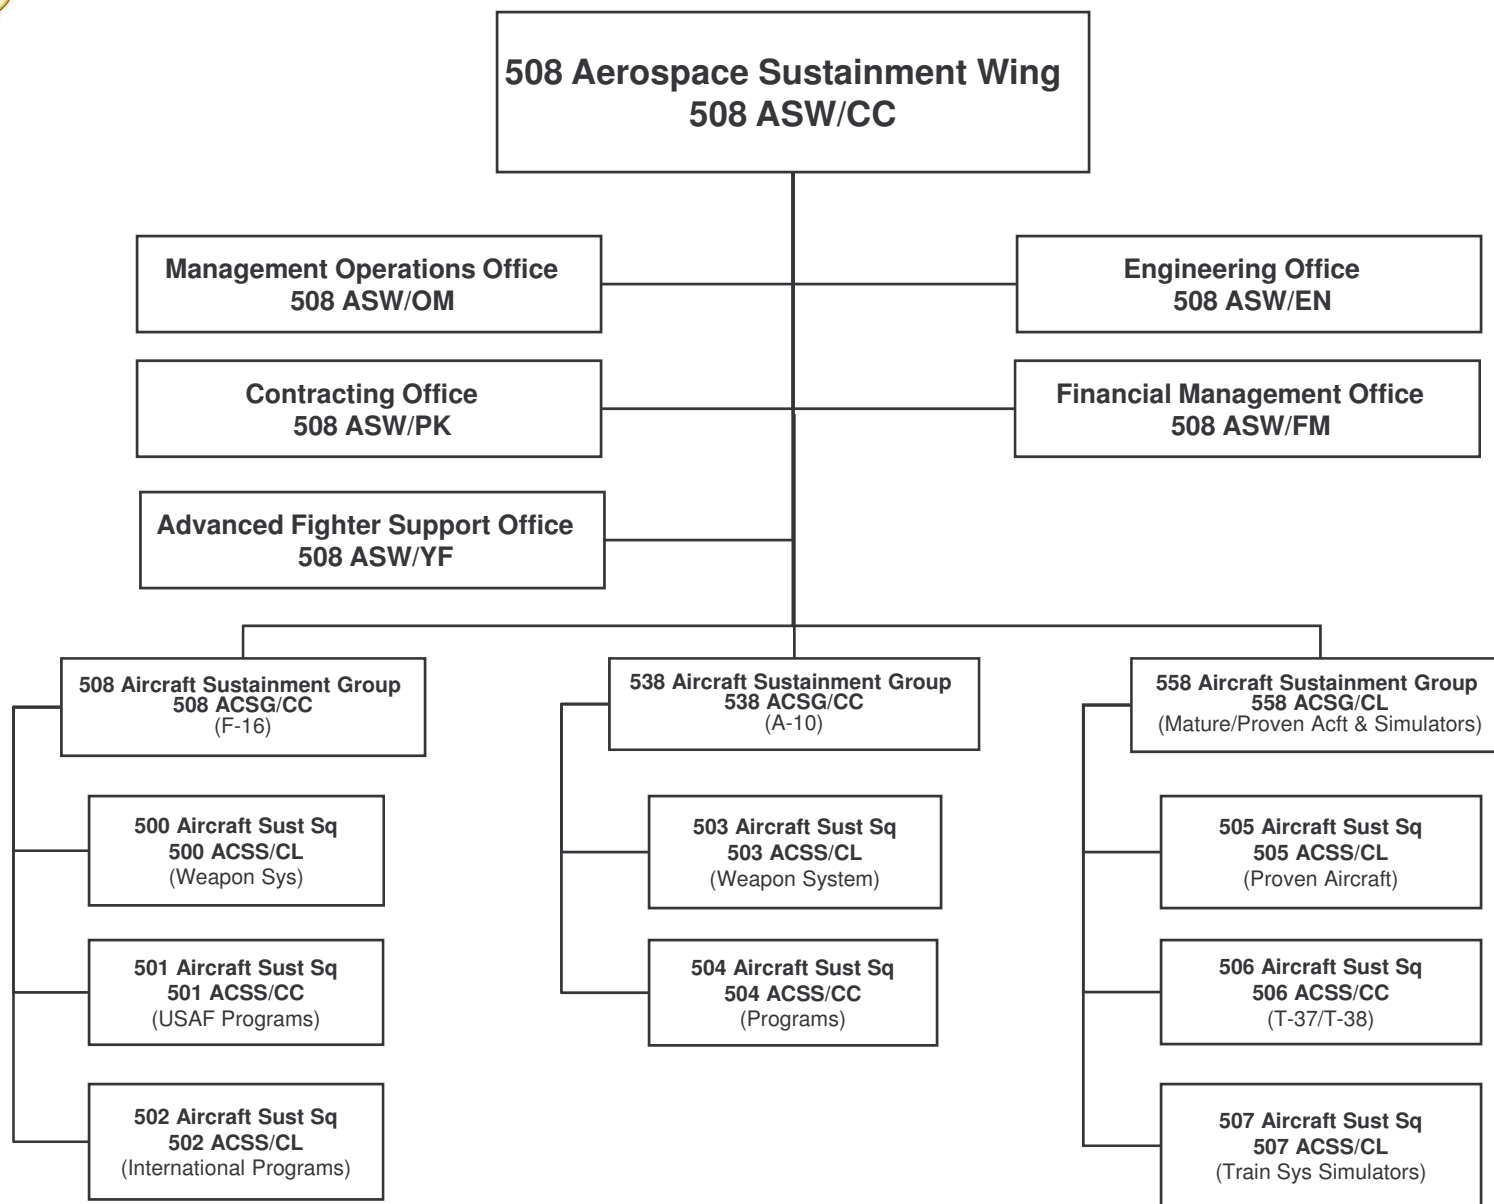 508 Aerospace Sustainment Wing
508 ASW/CC
Management Operations Office
508 ASW/OM
Engineering Office
508 ASW/EN
Contracting Office
508 ASW/PK
Financial Management Office
508 ASW/FM
Advanced Fighter Support Office
508 ASW/YF
508 Aircraft Sustainment Group
508 ACSG/CC
(F-16)
538 Aircraft Sustainment Group
538 ACSG/CC
(A-10)
558 Aircraft Sustainment Group
558 ACSG/CL
(Mature/Proven Acft & Simulators)
500 Aircraft Sust Sq
500 ACSS/CL
(Weapon Sys)
503 Aircraft Sust Sq
503 ACSS/CL
(Weapon System)
505 Aircraft Sust Sq
505 ACSS/CL
(Proven Aircraft)
501 Aircraft Sust Sq
501 ACSS/CC
(USAF Programs)
504 Aircraft Sust Sq
504 ACSS/CC
(Programs)
506 Aircraft Sust Sq
506 ACSS/CC
(T-37/T-38)
502 Aircraft Sust Sq
502 ACSS/CL
(International Programs)
507 Aircraft Sust Sq
507 ACSS/CL
(Train Sys Simulators)